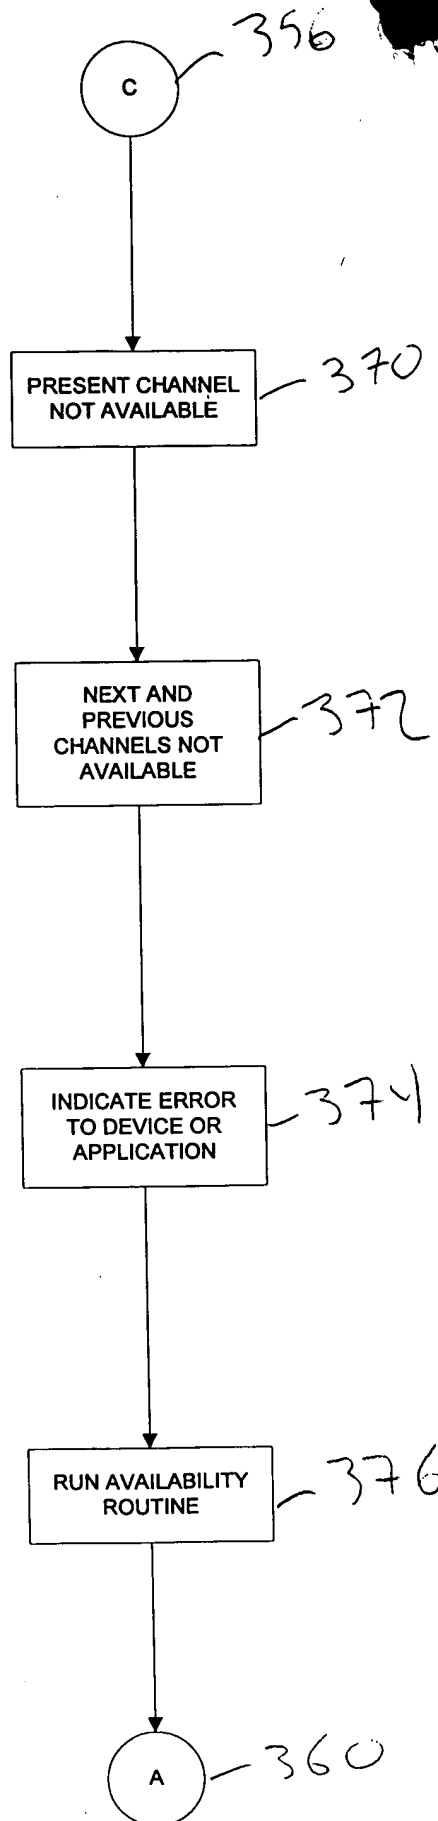 356
C
PRESENT CHANNEL
NOT AVAILABLE
370
NEXT AND
PREVIOUS
CHANNELS NOT
AVAILABLE
372
INDICATE ERROR
TO DEVICE OR
APPLICATION
374
RUN AVAILABILITY
ROUTINE
376
A
360